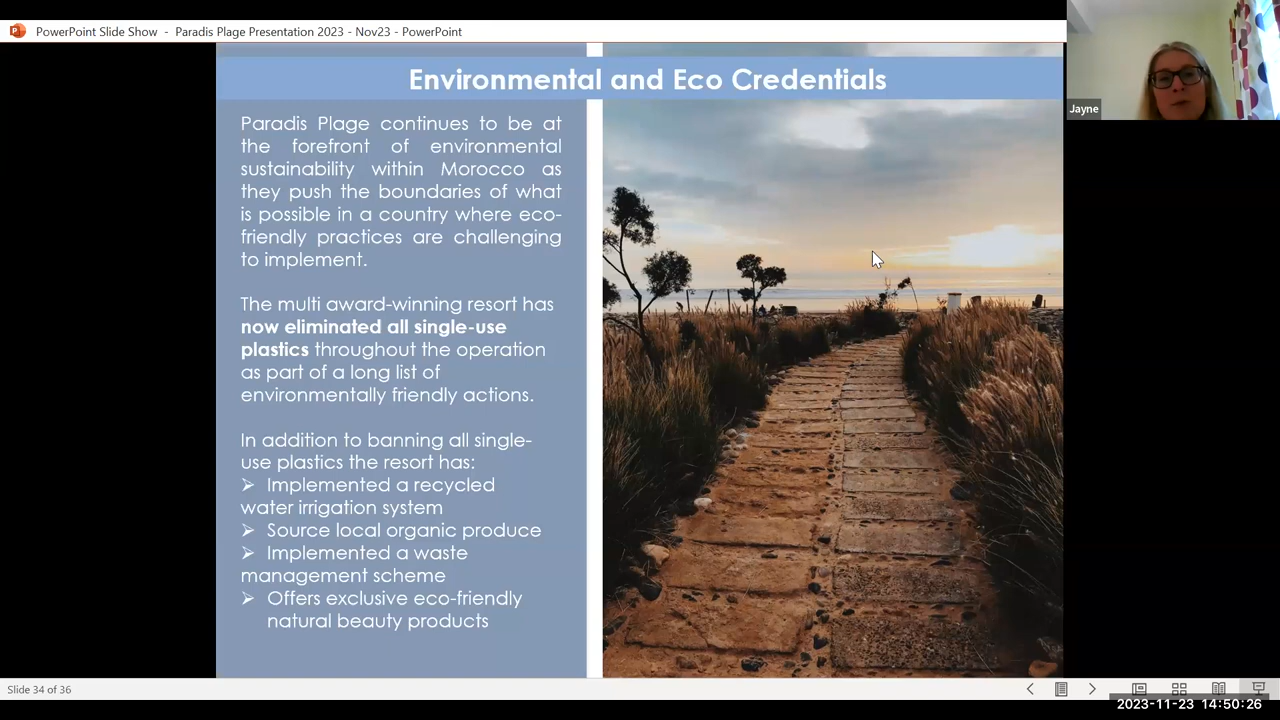 PowerPoint Slide Show - Paradis Plage Presentation 2023 - Nov23 - PowerPoint
Jayne
Environmental and Eco Credentials
Paradis Plage continues to be at
the forefront of environmental
sustainability within Morocco as
they push the boundaries of what
is possible in a country where eco-
friendly practices are challenging
to implement.
The multi award-winning resort has
now eliminated all single-use
plastics throughout the operation
as part of a long list of
environmentally friendly actions.
In addition to banning all single-
use plastics the resort has:
➢ Implemented a recycled
water irrigation system
➢ Source local organic produce
➢ Implemented a waste
management scheme
➢ Offers exclusive eco-friendly
natural beauty products
Slide 34 of 36
2023-11-23 14:50:26